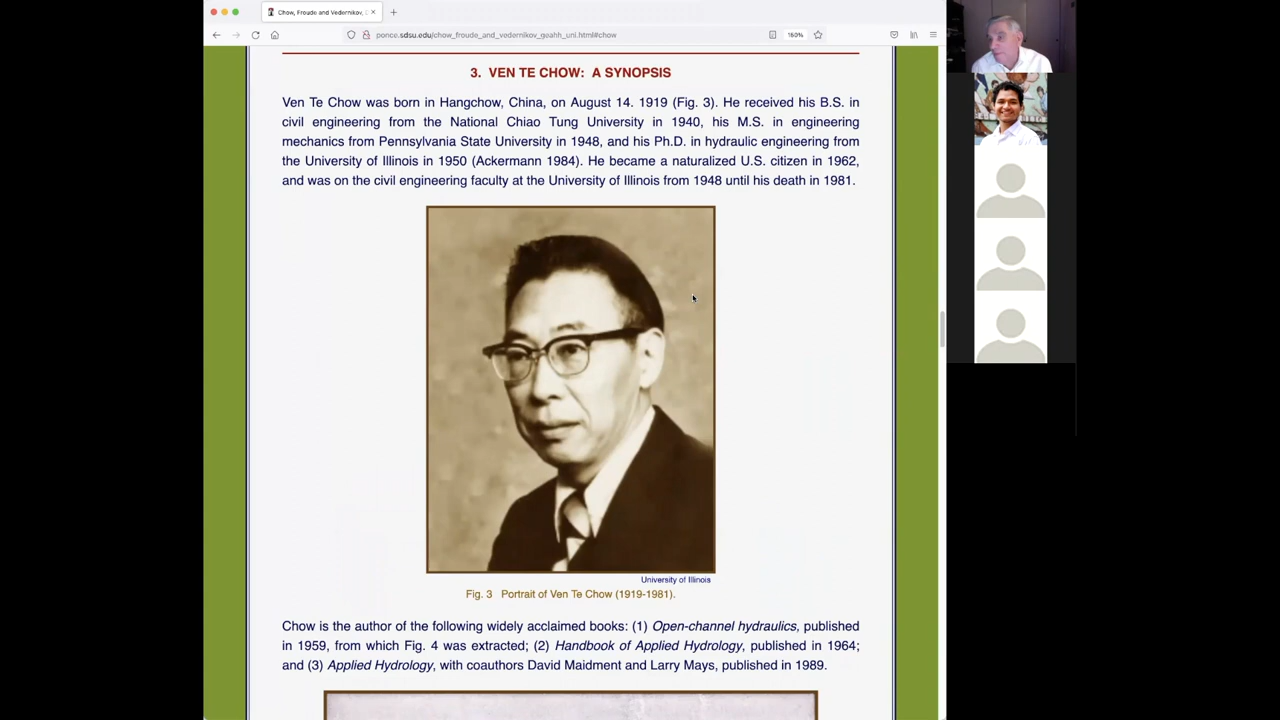 Chow, Froude and Vedernikov,
ponce.sdsu.edu/chow_froude_and_vedernikov_geahh_uni.html#chow
160%
3. VEN TE CHOW: A SYNOPSIS
Ven Te Chow was born in Hangchow, China, on August 14. 1919 (Fig. 3). He received his B.S. in
civil engineering from the National Chiao Tung University in 1940, his M.S. in engineering
mechanics from Pennsylvania State University in 1948, and his Ph.D. in hydraulic engineering from
the University of Illinois in 1950 (Ackermann 1984). He became a naturalized U.S. citizen in 1962,
and was on the civil engineering faculty at the University of Illinois from 1948 until his death in 1981.
University of Illinois
Fig. 3 Portrait of Ven Te Chow (1919-1981).
Chow is the author of the following widely acclaimed books: (1) Open-channel hydraulics, published
in 1959, from which Fig. 4 was extracted; (2) Handbook of Applied Hydrology, published in 1964;
and (3) Applied Hydrology, with coauthors David Maidment and Larry Mays, published in 1989.